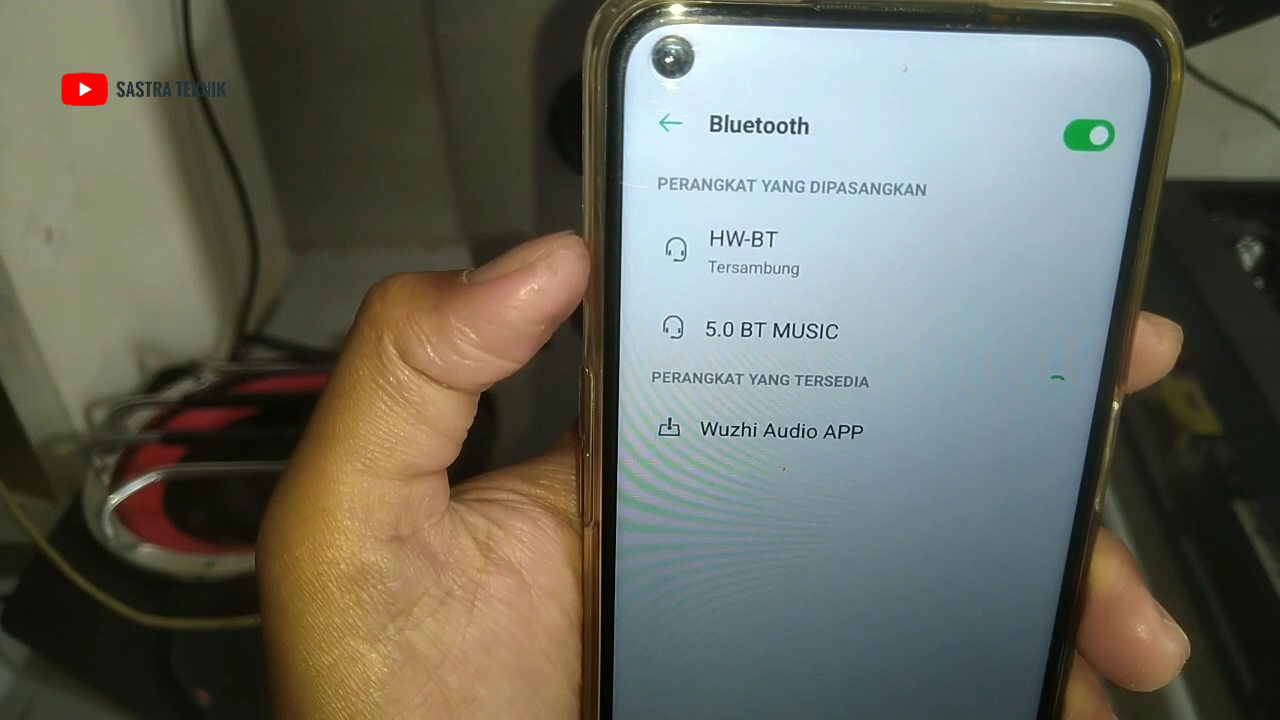 SASTRA TEKNIK
Bluetooth
PERANGKAT YANG DIPASANGKAN
HW-BT
Tersambung
5.0 BT MUSIC
PERANGKAT YANG TERSEDIA
Wuzhi Audio APP